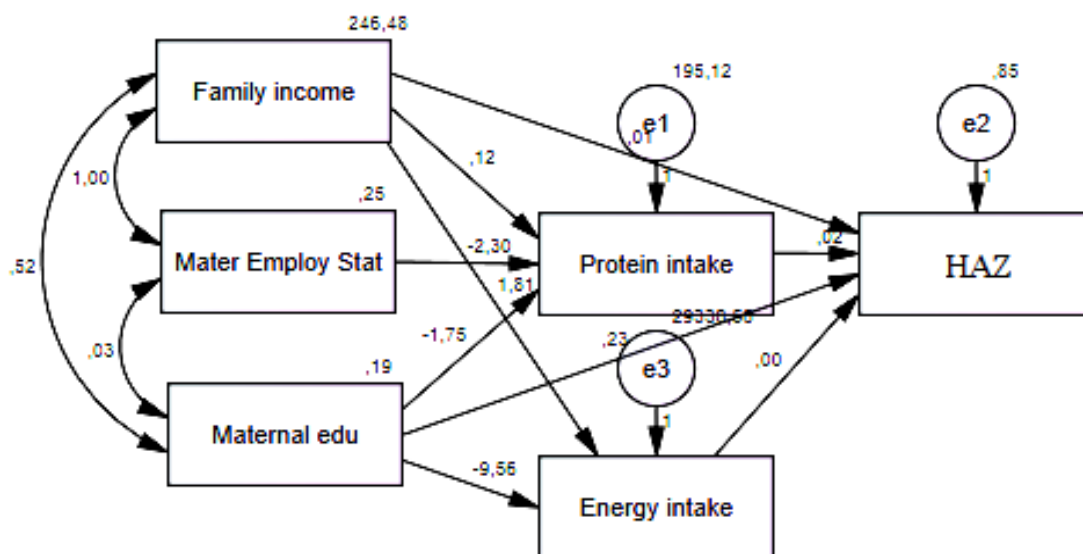 246,48
Family income
195,12
e1
,85
e2
,01
1
1
,12
1,00
,25
Mater Employ Stat
-2,30
Protein intake
,02
HAZ
,52
1,81
-1,75
,23
e3
,00
,03
,19
Maternal edu
1
-9,56
Energy intake